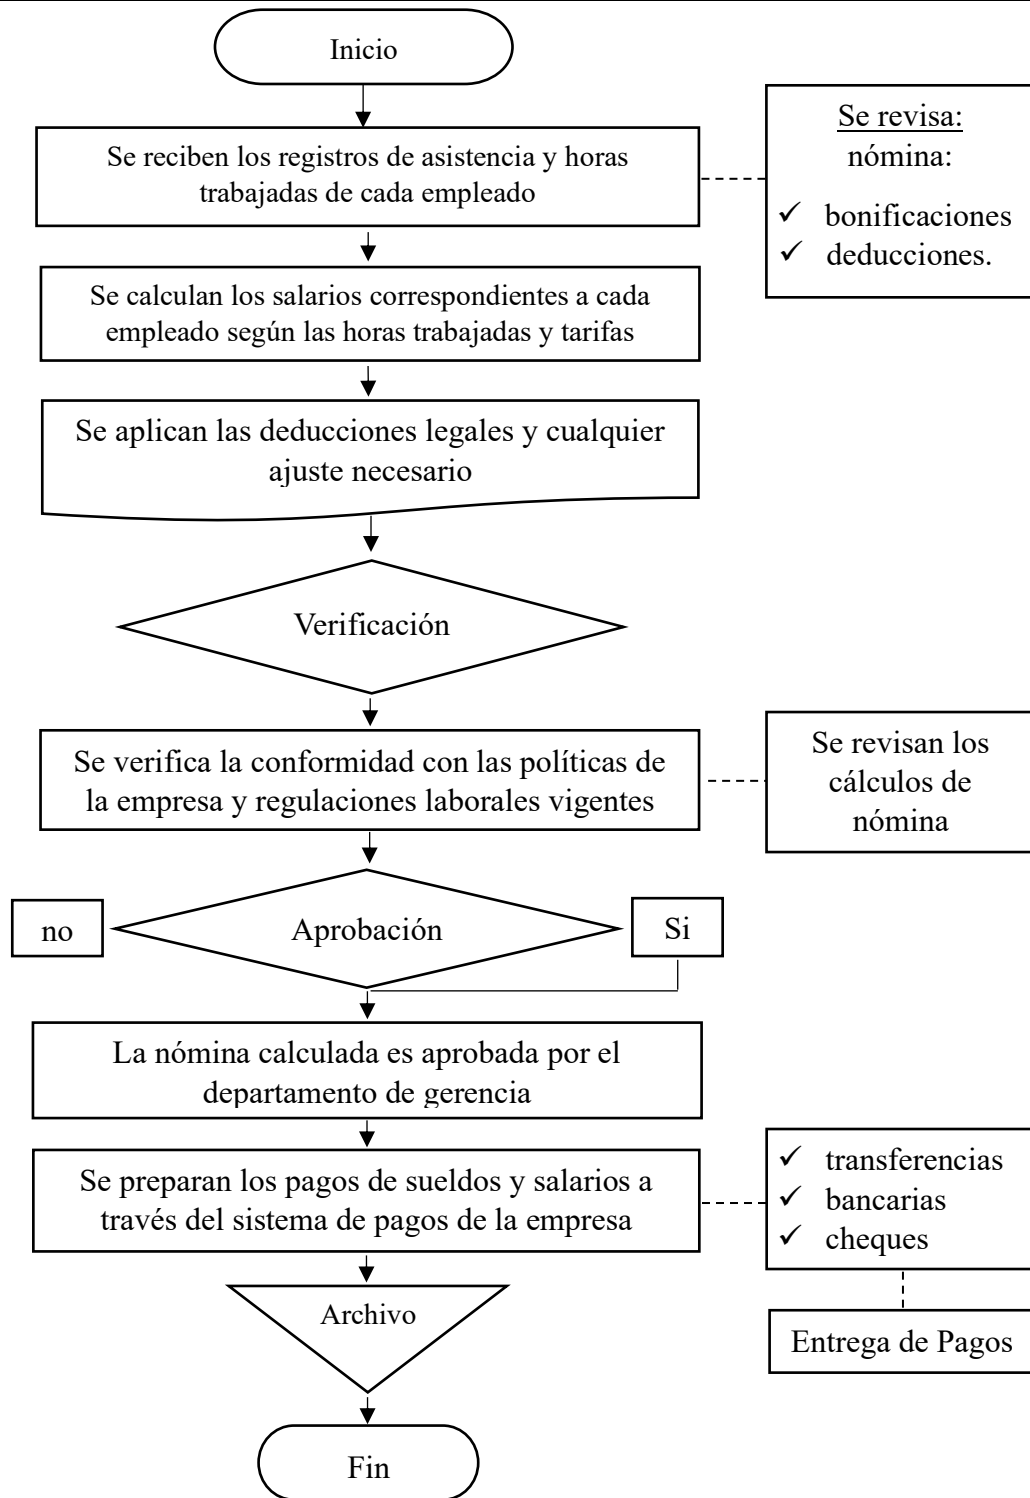 Inicio
Se reciben los registros de asistencia y horas
trabajadas de cada empleado
Se revisa:
nómina:
✓ bonificaciones
✓ deducciones.
Se calculan los salarios correspondientes a cada
empleado según las horas trabajadas y tarifas
Se aplican las deducciones legales y cualquier
ajuste necesario
Verificación
Se verifica la conformidad con las políticas de
la empresa y regulaciones laborales vigentes
Se revisan los
cálculos de
nómina
no
Aprobación
Si
La nómina calculada es aprobada por el
departamento de gerencia
Se preparan los pagos de sueldos y salarios a
través del sistema de pagos de la empresa
✓ transferencias
✓ bancarias
✓ cheques
Archivo
Entrega de Pagos
Fin